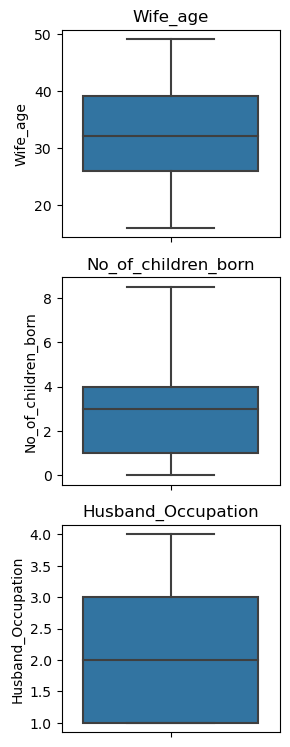 Wife_age
50
40
30
20
Wife_age
No_of_children_born
8
6
4
2
0
No_of_children_born
Husband_Occupation
4.0
3.5
3.0
2.5
2.0
1.5
1.0
Husband_Occupation